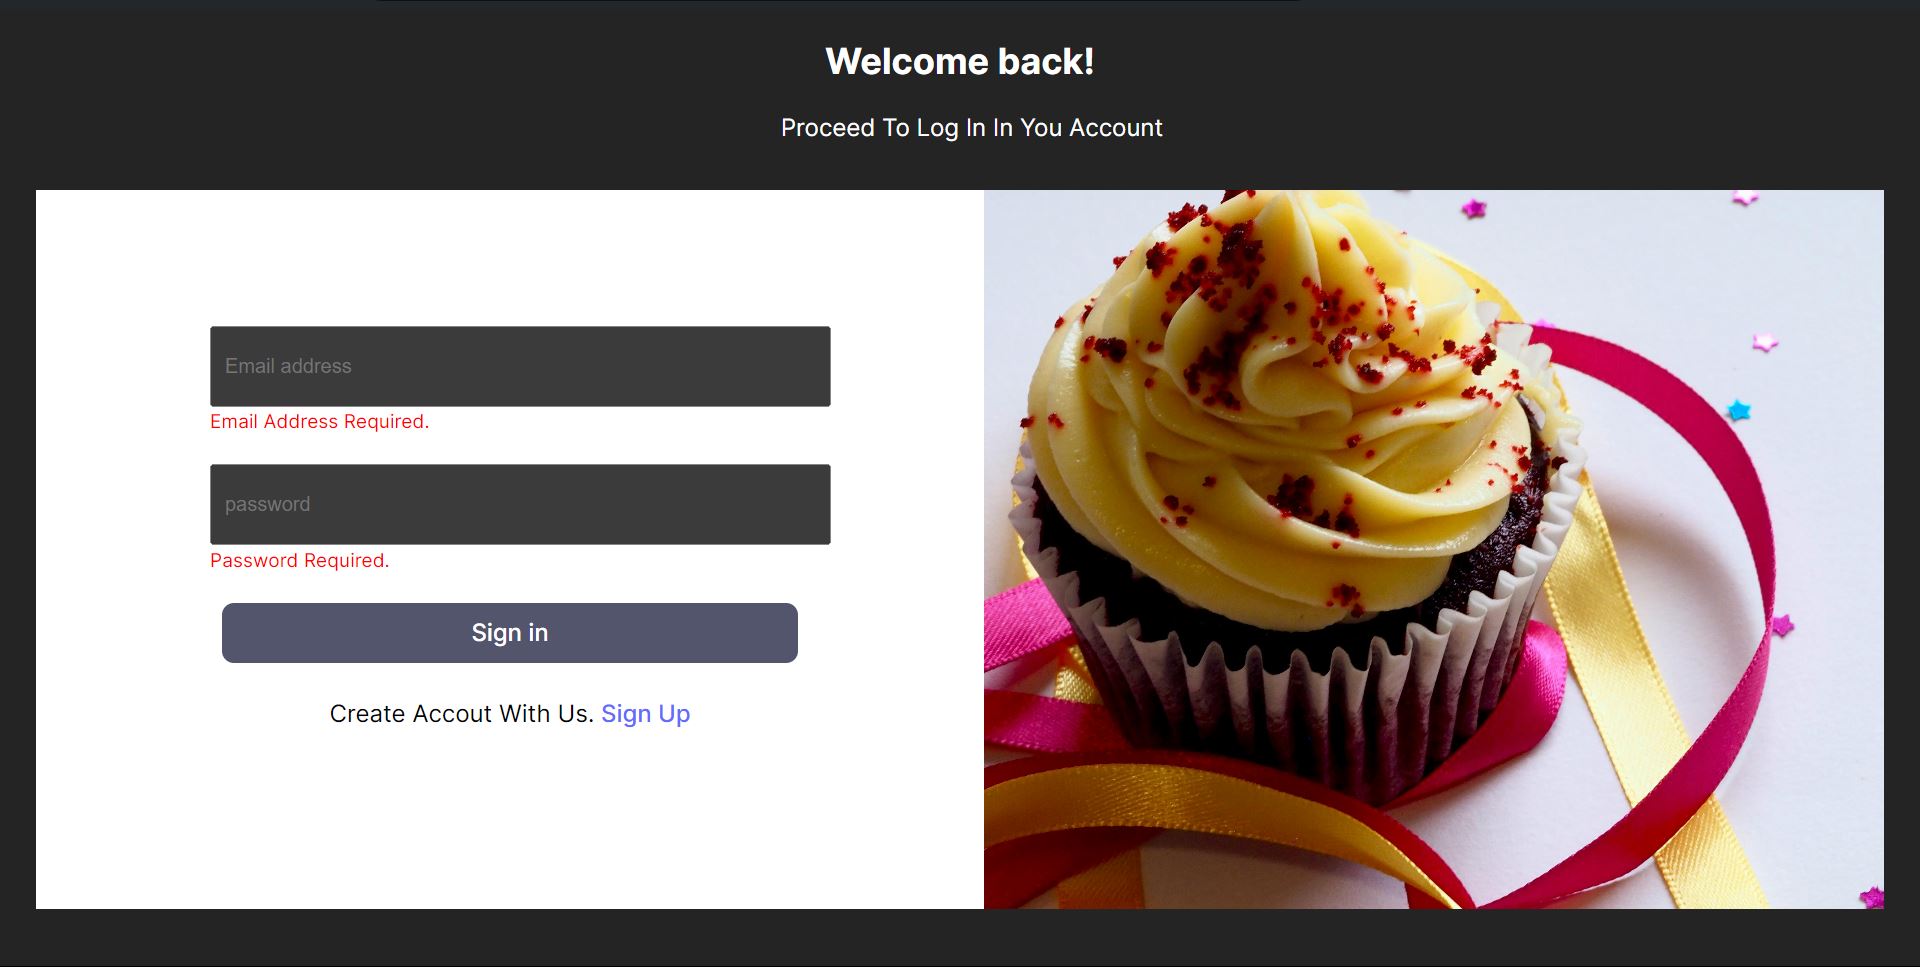 Welcome back!
Proceed To Log In In You Account
Email address
Email Address Required.
password
Password Required.
Sign in
Create Accout With Us. Sign Up